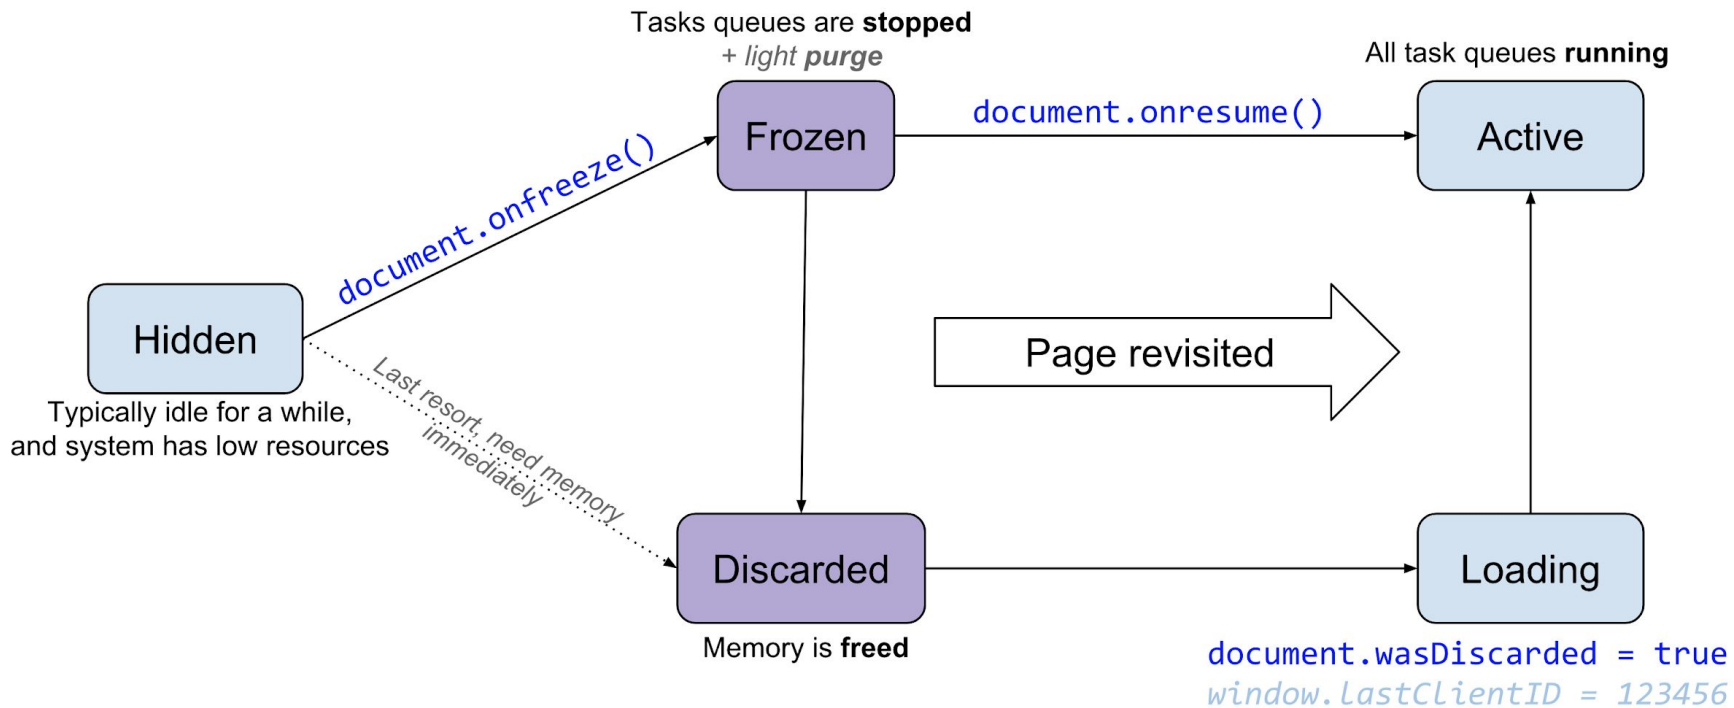 Tasks queues are stopped
+ light purge
All task queues running
Frozen
document.onresume()
Active
document.onfreeze()
Hidden
Typically idle for a while,
and system has low resources
Last resort, need memory
immediately
Page revisited
Discarded
Memory is freed
Loading
document.wasDiscarded = true
window.lastClientID = 123456